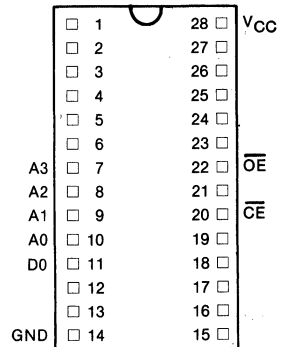 1 28 VCC
2 27
3 26
4 25
5 24
6 23
A3 7 22 OE
A2 8 21
A1 9 20 CE
A0 10 19
D0 11 18
12 17
13 16
GND 14 15